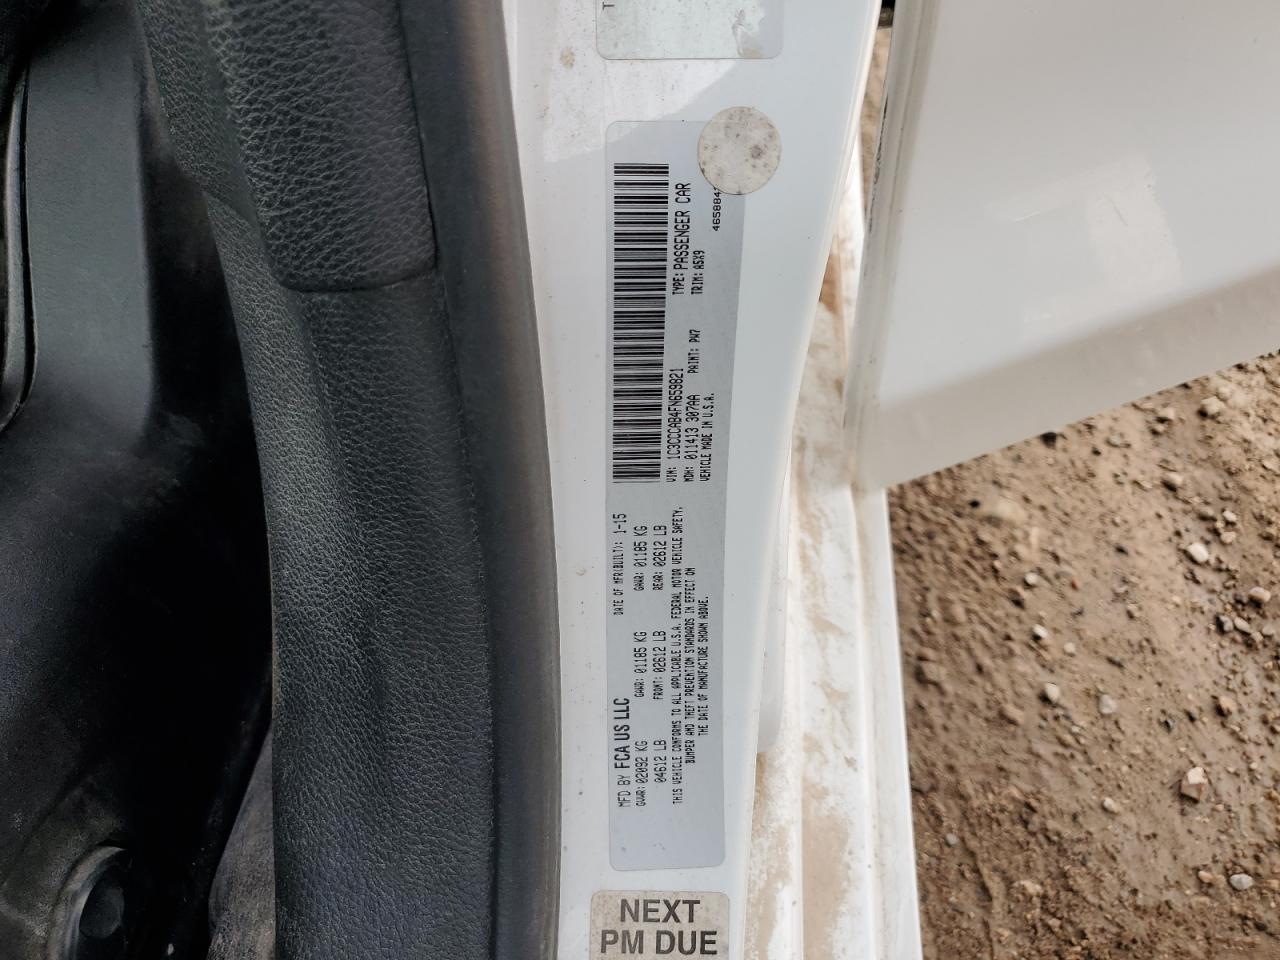 MFD BY FCA US LLC
DATE OF MFR(BUILT): 1-15
GVWR: 02092 KG
GAWR: 01185 KG
GAWR: 01185 KG
04612 LB
FRONT: 02612 LB
REAR: 02612 LB
THIS VEHICLE CONFORMS TO ALL APPLICABLE U.S.A. FEDERAL MOTOR VEHICLE SAFETY,
BUMPER AND THEFT PREVENTION STANDARDS IN EFFECT ON
THE DATE OF MANUFACTURE SHOWN ABOVE.
VIN: 1C3CCCAB4FN659821
TYPE: PASSENGER CAR
MDH: 011413 307AA
PAINT: PW7
TRIM: A5X9
VEHICLE MADE IN U.S.A.
46588
NEXT
PM DUE